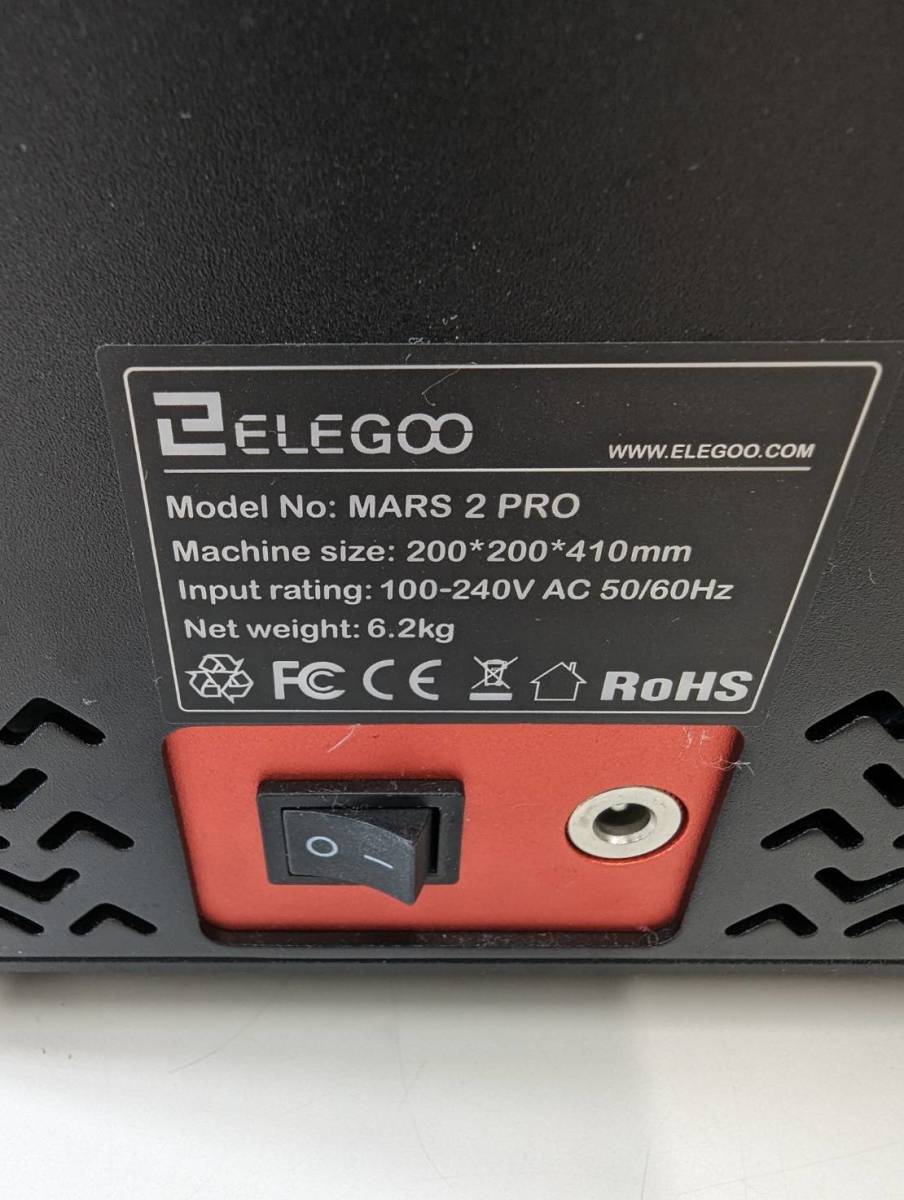 ELEGOO
WWW.ELEGOO.COM
Model No: MARS 2 PRO
Machine size: 200*200*410mm
Input rating: 100-240V AC 50/60Hz
Net weight: 6.2kg
FC CE RoHS
O –